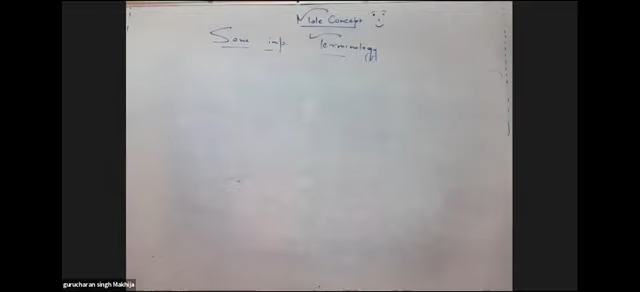 Mole Concept
Some imp Terminology
gurucharan singh Makhija